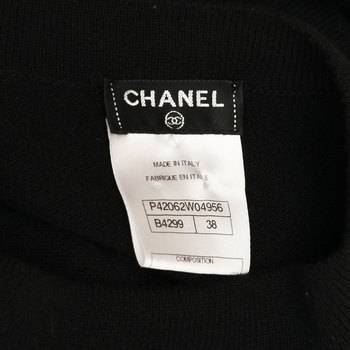 CHANEL
MADE IN ITALY
FABRIQUE EN ITALIE
P42062W04956
B4299 38
COMPOSITION